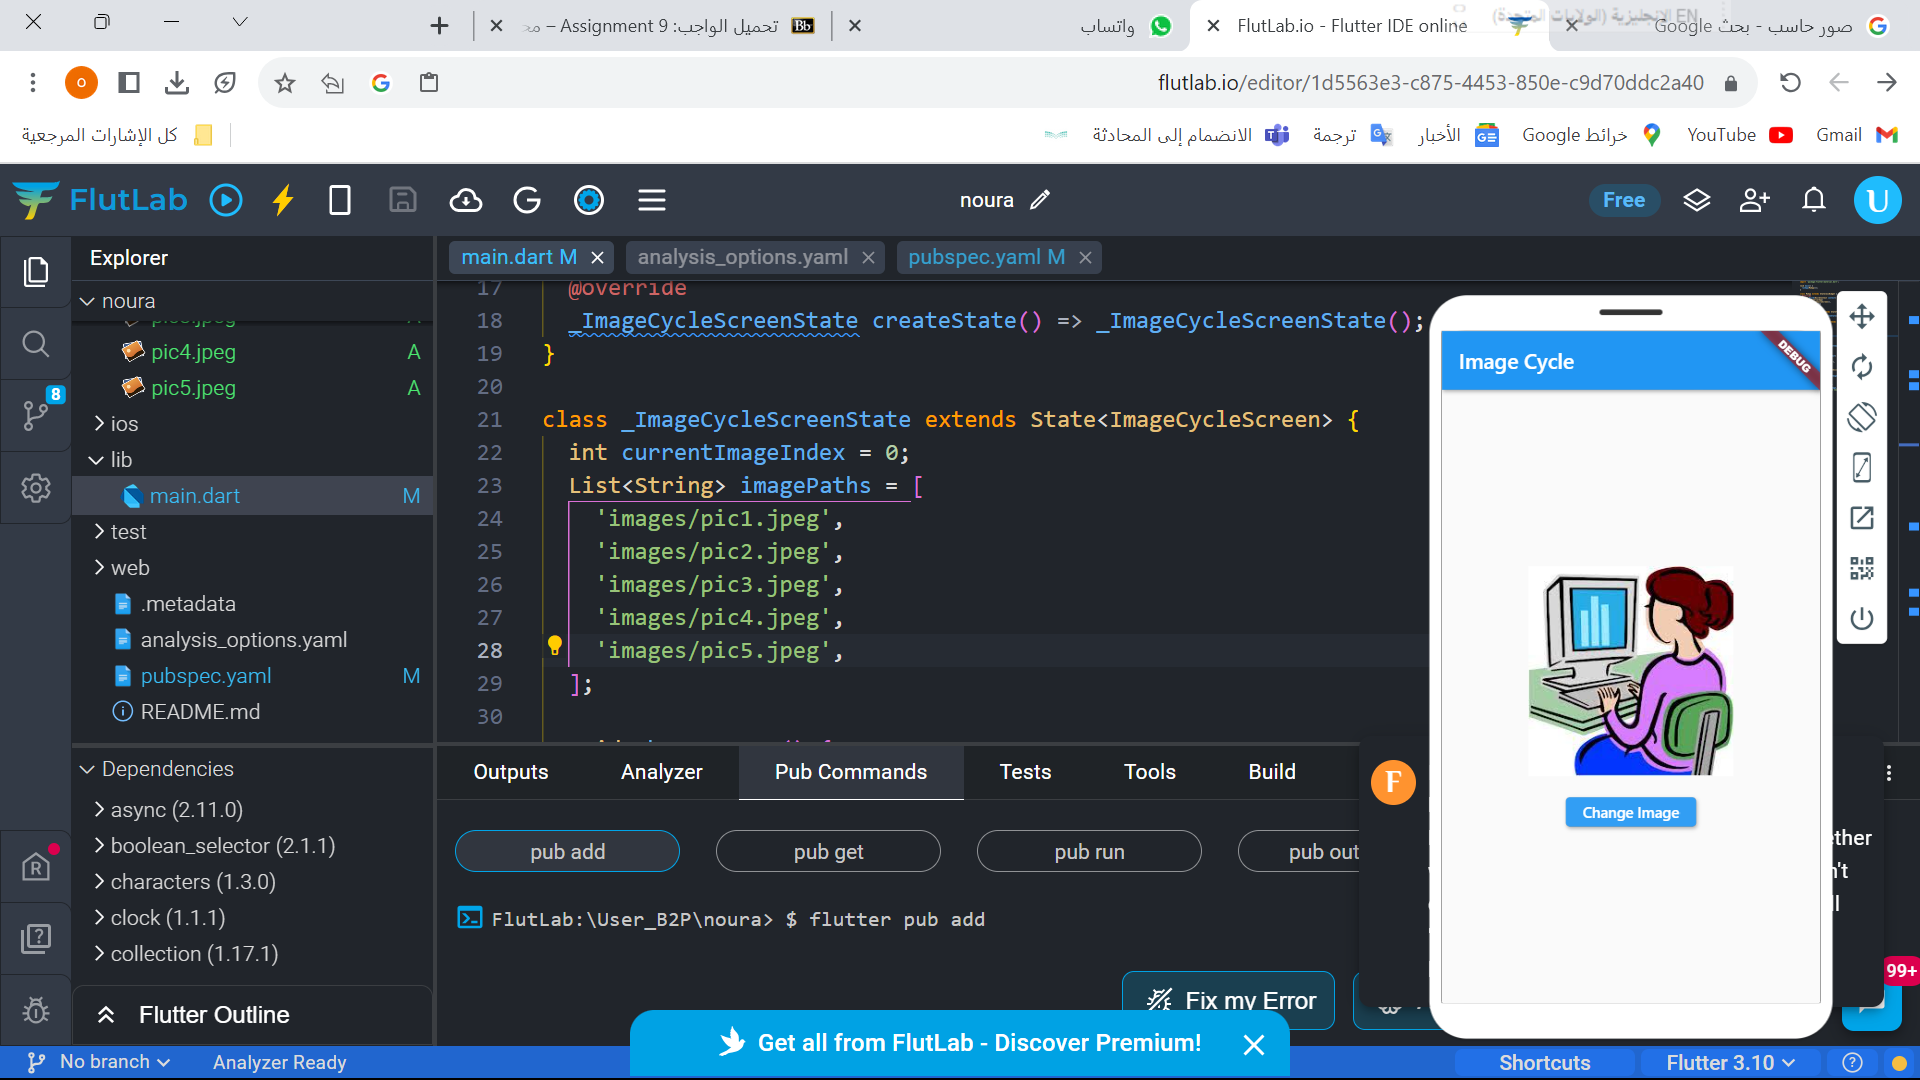 تحميل الواجب: Assignment 9 –
واتساب
FlutLab.io - Flutter IDE online
صور حاسب - بحث Google
flutlab.io/editor/1d5563e3-c875-4453-850e-c9d70ddc2a40
كل الإشارات المرجعية
الانضمام إلى المحادثة
ترجمة
الأخبار
خرائط Google
YouTube
Gmail
FlutLab
noura
Free
U
Explorer
noura
pic4.jpeg A
pic5.jpeg A
ios
lib
main.dart M
test
web
.metadata
analysis_options.yaml
pubspec.yaml M
README.md
8
Dependencies
async (2.11.0)
boolean_selector (2.1.1)
characters (1.3.0)
clock (1.1.1)
collection (1.17.1)
Flutter Outline
main.dart M
analysis_options.yaml
pubspec.yaml M
17 @override
18 _ImageCycleScreenState createState() => _ImageCycleScreenState();
19 }
20
21 class _ImageCycleScreenState extends State<ImageCycleScreen> {
22 int currentImageIndex = 0;
23 List<String> imagePaths = [
24 'images/pic1.jpeg',
25 'images/pic2.jpeg',
26 'images/pic3.jpeg',
27 'images/pic4.jpeg',
28 'images/pic5.jpeg',
29 ];
30
Outputs
Analyzer
Pub Commands
Tests
Tools
Build
pub add
pub get
pub run
pub out
FlutLab:\User_B2P\noura> $ flutter pub add
Fix my Error
Get all from FlutLab - Discover Premium!
Image Cycle
DEBUG
Change Image
F
ther
n't
ll
99+
No branch
Analyzer Ready
Shortcuts
Flutter 3.10